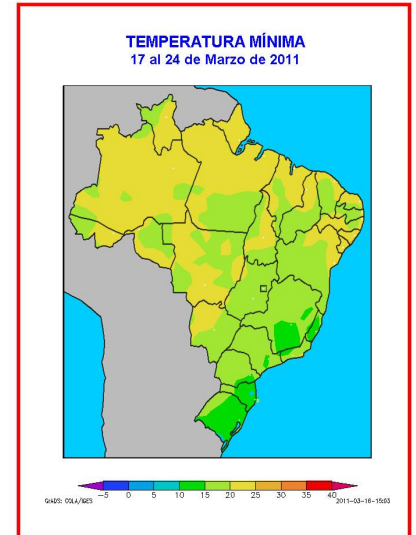 TEMPERATURA MÍNIMA
17 al 24 de Marzo de 2011
-5 0 5 10 15 20 25 30 35 40
GrADS: COLA/IGES
2011-03-16-15:03